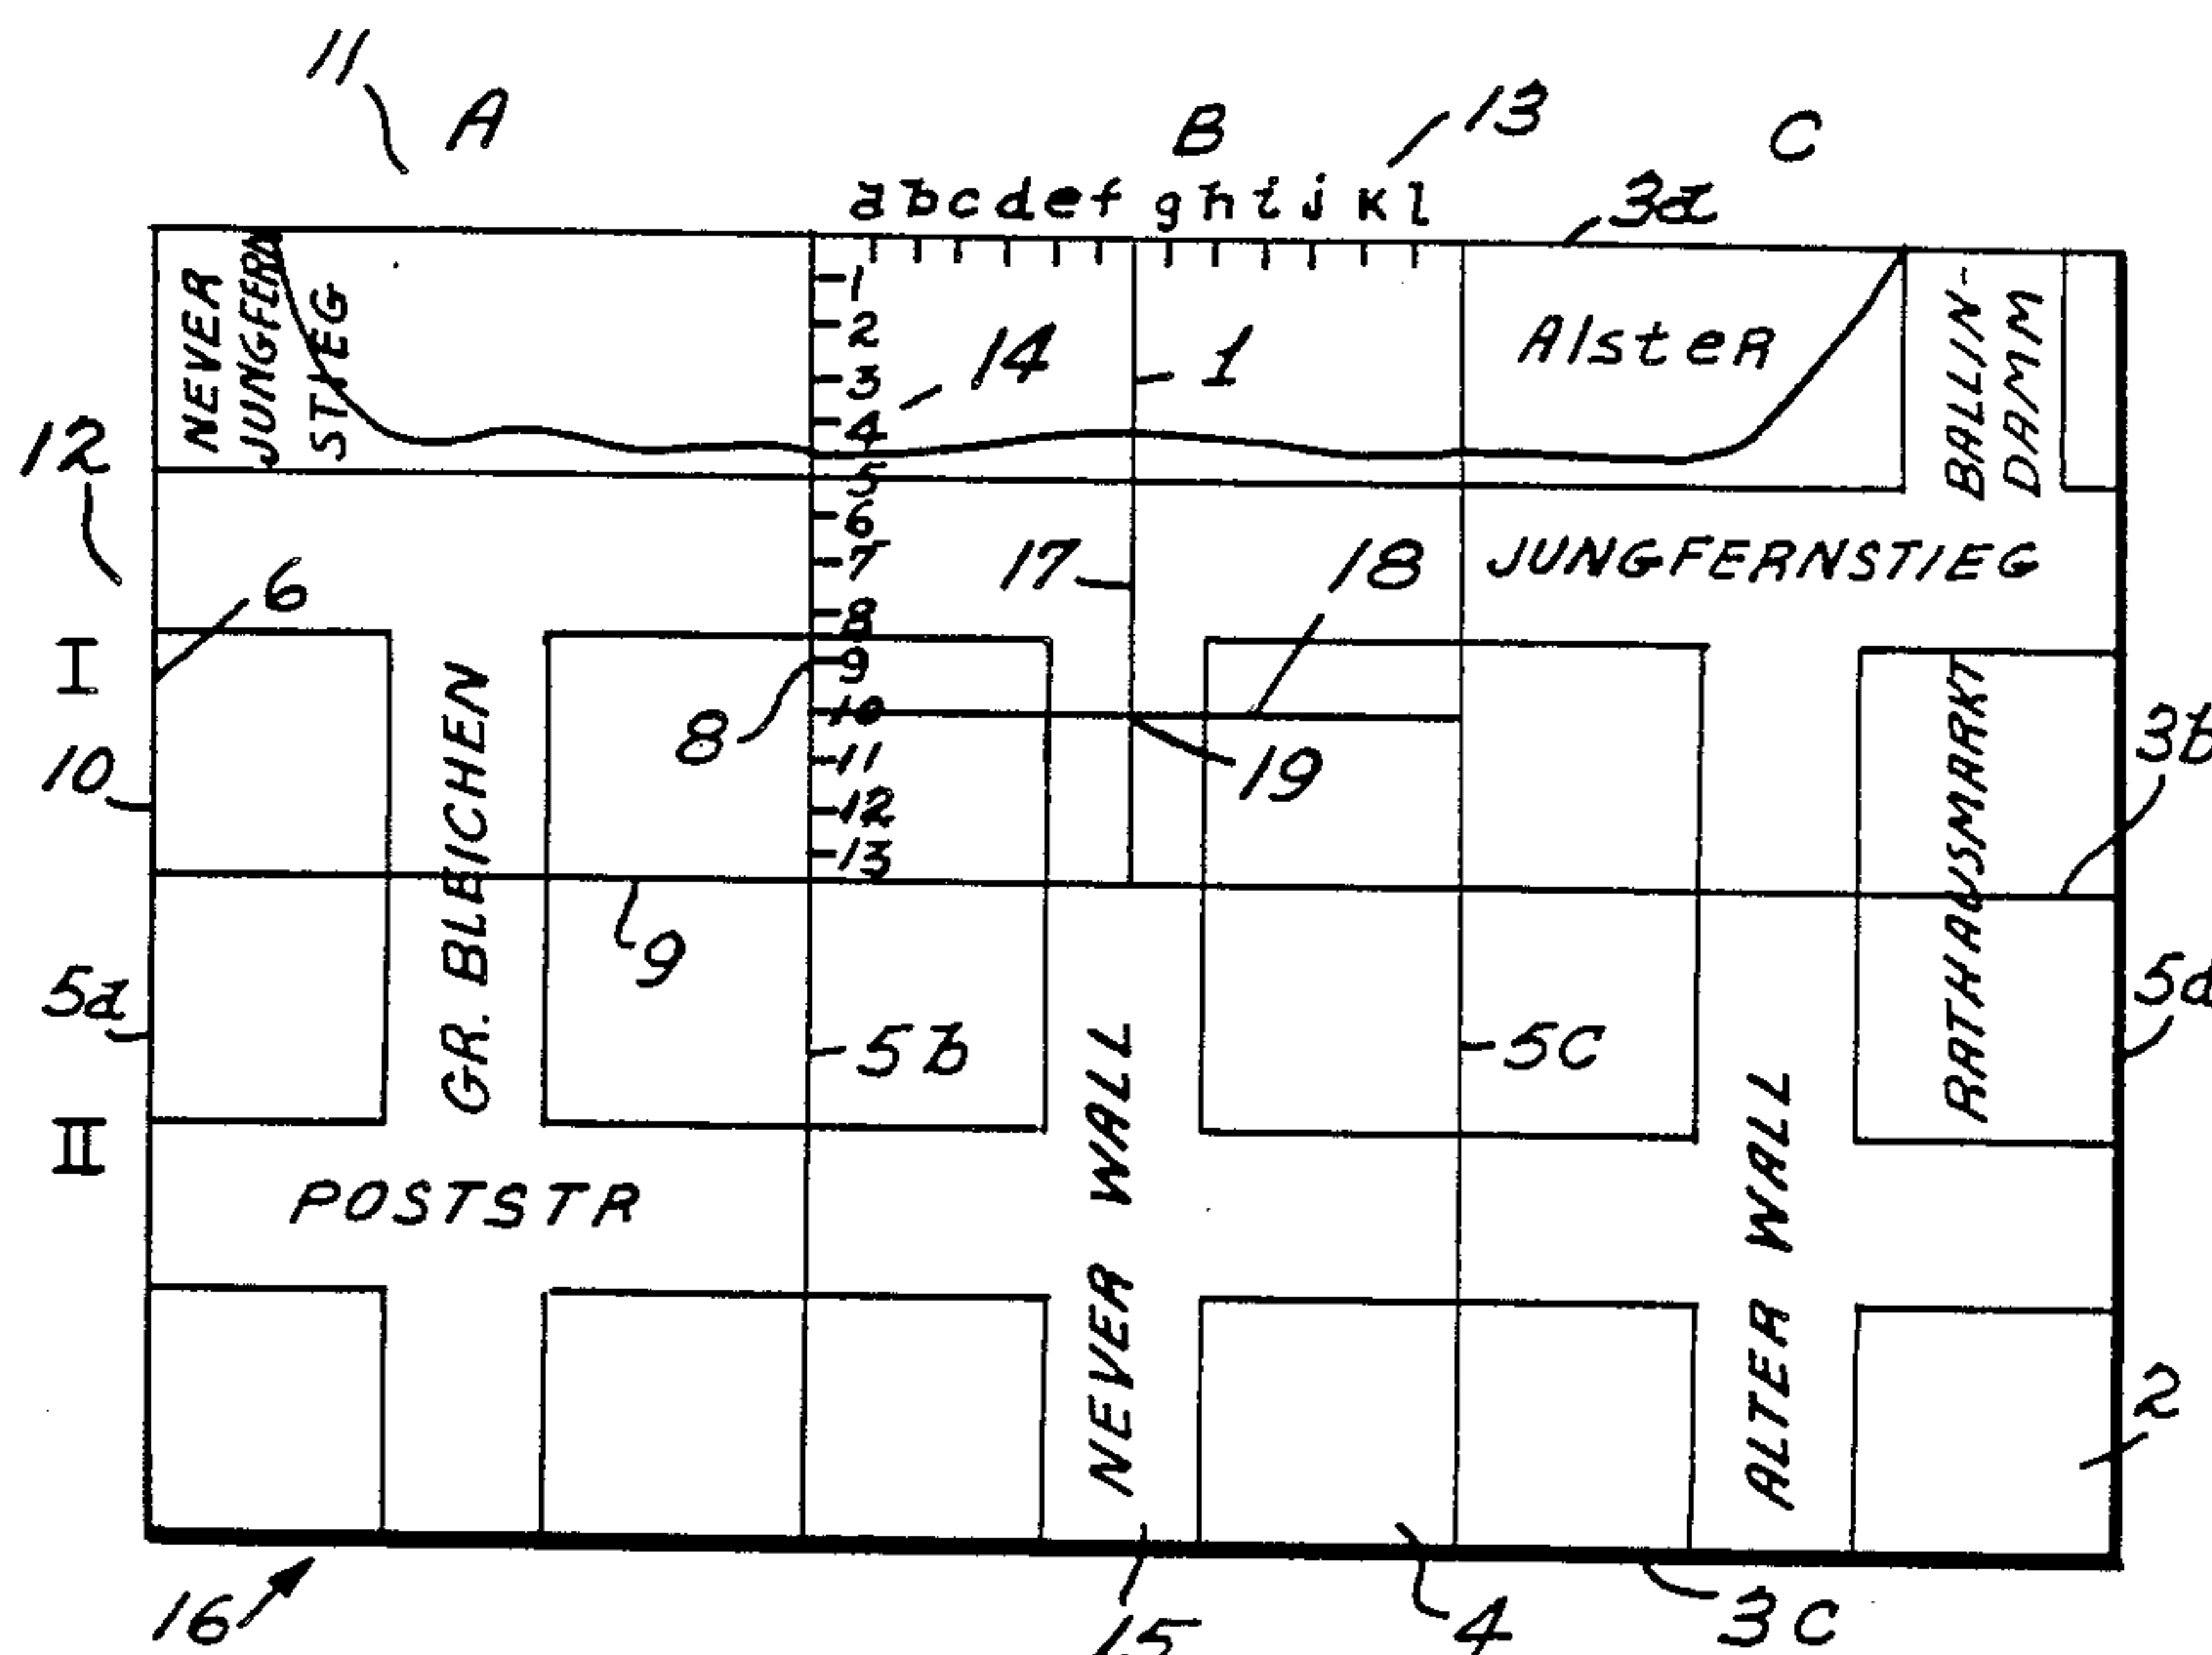 11 A B 13 C
a b c d e f g h i j k l
3a
NEVER
JUNGFERN
STIEG
1
2
3
4
5
6
7
8
9
10
11
12
13
14
1
Alster
BALLIN-
DAMM
12
6
17
18
JUNGFERNSTIEG
I
8
19
10
3b
GR. BLEICHEN
RATHAUSMARKT
9
5a
5b
5c
5d
II
POSTSTR
NEVER WALL
ALTER WALL
2
16
15
4
3c